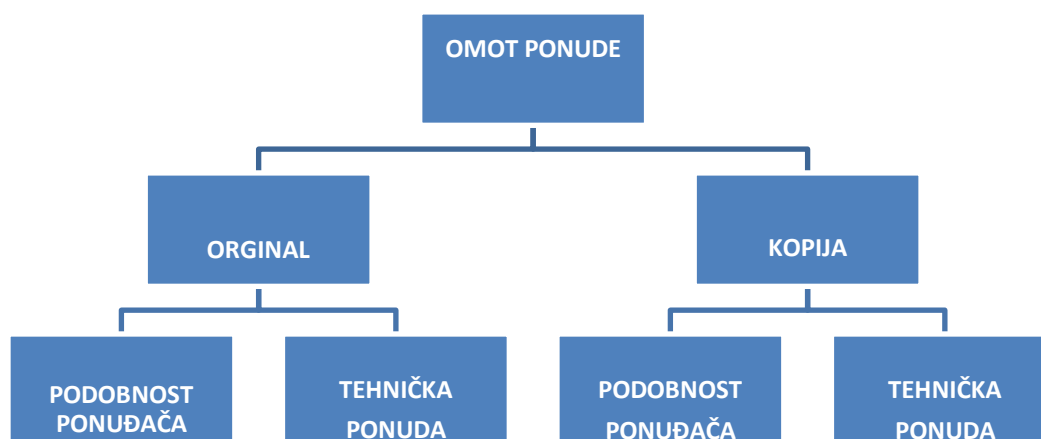 OMOT PONUDE
ORGINAL
KOPIJA
PODOBNOST
PONUĐAČA
TEHNIČKA
PONUDA
PODOBNOST
PONUĐAČA
TEHNIČKA
PONUDA